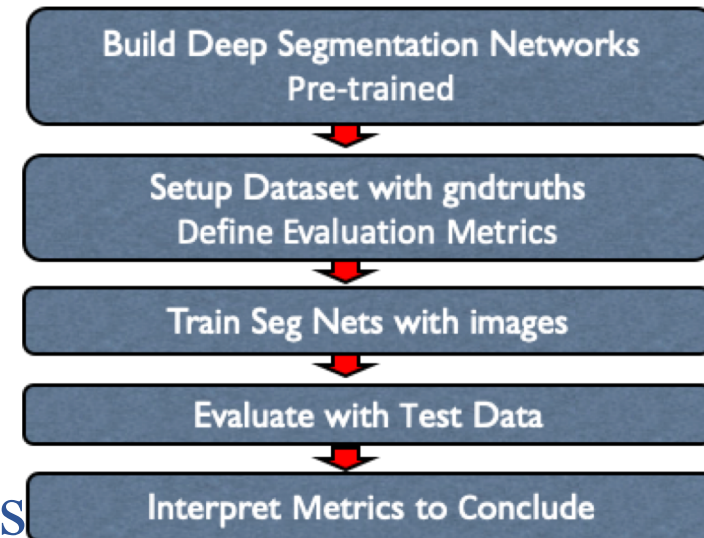 Build Deep Segmentation Networks
Pre-trained
Setup Dataset with gndtruths
Define Evaluation Metrics
Train Seg Nets with images
Evaluate with Test Data
S
Interpret Metrics to Conclude